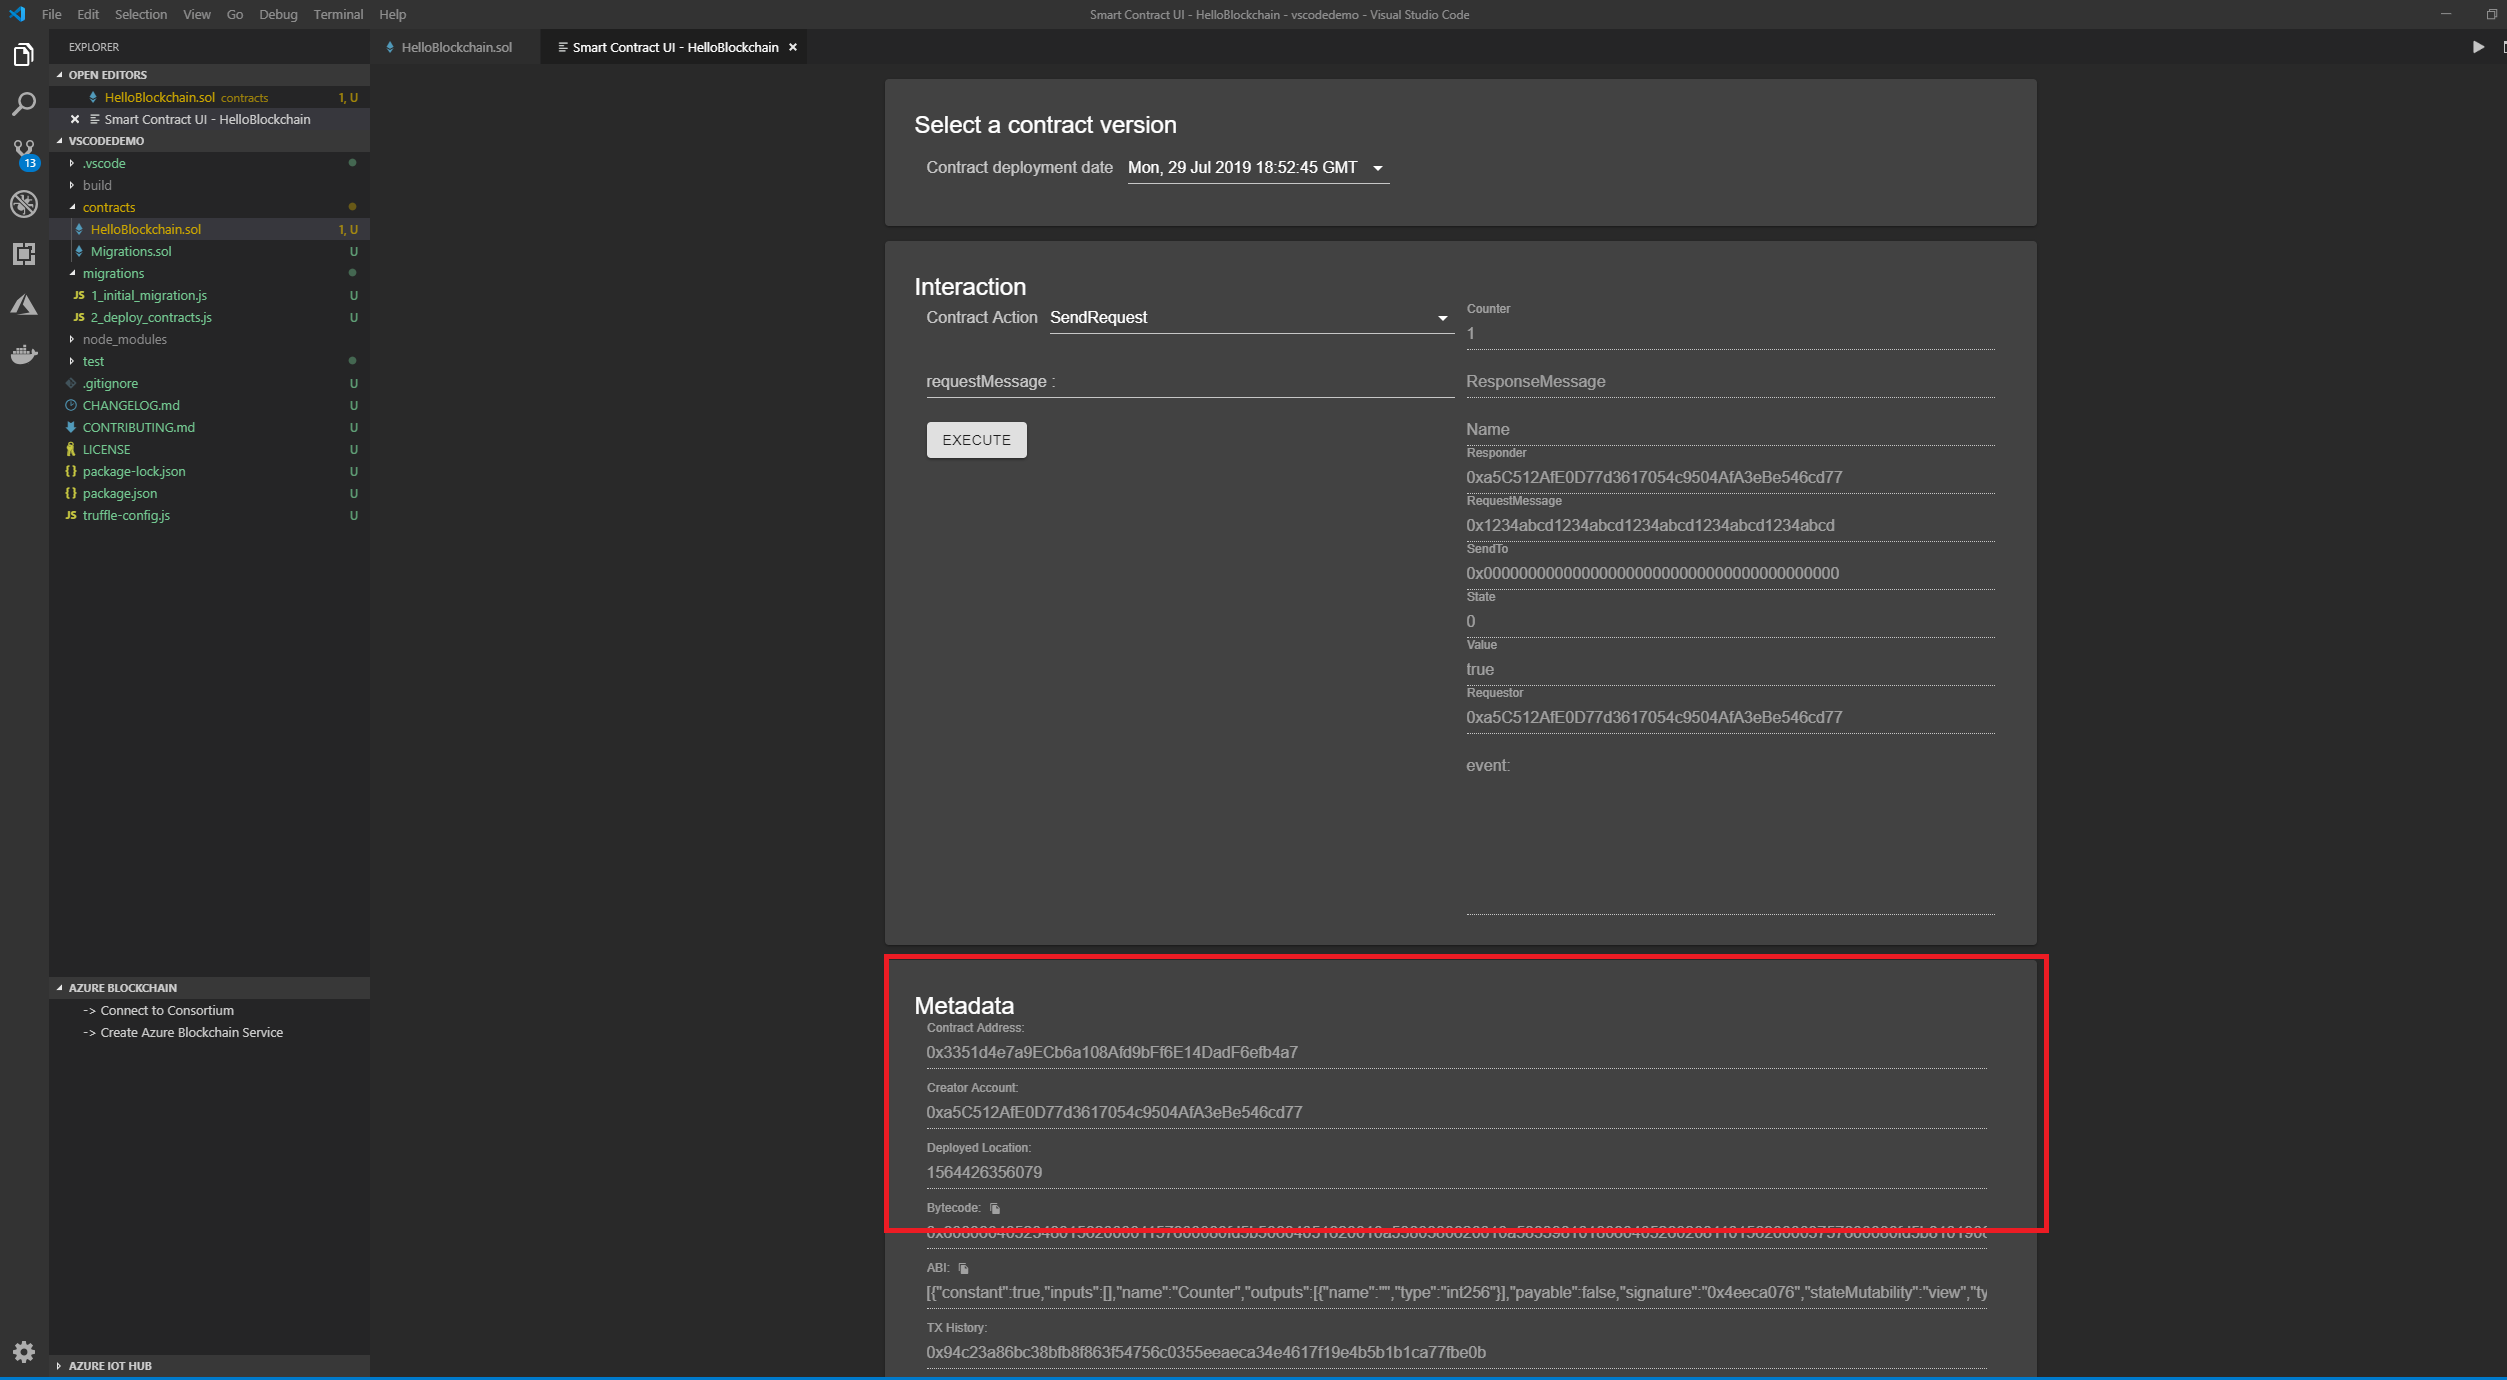 File Edit Selection View Go Debug Terminal Help
Smart Contract UI - HelloBlockchain - vscodedemo - Visual Studio Code
EXPLORER
OPEN EDITORS
HelloBlockchain.sol contracts 1, U
Smart Contract UI - HelloBlockchain
VSCODEDEMO
.vscode
build
contracts
HelloBlockchain.sol 1, U
Migrations.sol U
migrations
JS 1_initial_migration.js U
JS 2_deploy_contracts.js U
node_modules
test
.gitignore U
CHANGELOG.md U
CONTRIBUTING.md U
LICENSE U
{} package-lock.json U
{} package.json U
JS truffle-config.js U
13
AZURE BLOCKCHAIN
-> Connect to Consortium
-> Create Azure Blockchain Service
AZURE IOT HUB
HelloBlockchain.sol
Smart Contract UI - HelloBlockchain
Select a contract version
Contract deployment date Mon, 29 Jul 2019 18:52:45 GMT
Interaction
Contract Action SendRequest
requestMessage :
EXECUTE
Counter
1
ResponseMessage
Name
Responder
0xa5C512AfE0D77d3617054c9504AfA3eBe546cd77
RequestMessage
0x1234abcd1234abcd1234abcd1234abcd1234abcd
SendTo
0x0000000000000000000000000000000000000000
State
0
Value
true
Requestor
0xa5C512AfE0D77d3617054c9504AfA3eBe546cd77
event:
Metadata
Contract Address:
0x3351d4e7a9ECb6a108Afd9bFf6E14DadF6efb4a7
Creator Account:
0xa5C512AfE0D77d3617054c9504AfA3eBe546cd77
Deployed Location:
1564426356079
Bytecode:
ABI:
[{"constant":true,"inputs":[],"name":"Counter","outputs":[{"name":"","type":"int256"}],"payable":false,"signature":"0x4eeca076","stateMutability":"view","ty
TX History:
0x94c23a86bc38bfb8f863f54756c0355eeaeca34e4617f19e4b5b1b1ca77fbe0b